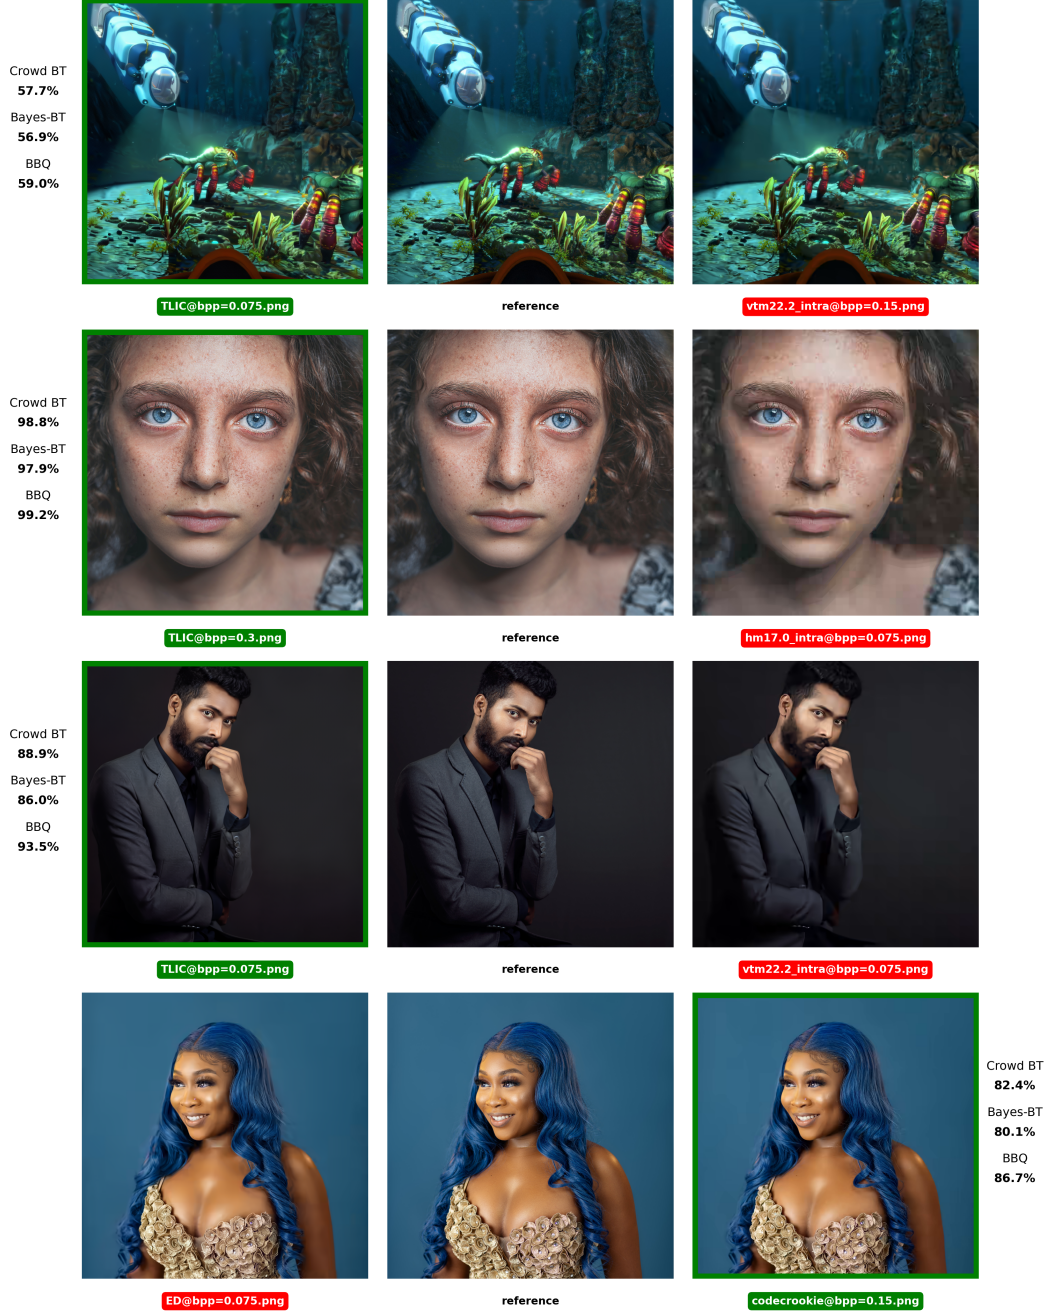 Crowd BT
57.7%
Bayes-BT
56.9%
BBQ
59.0%
TLIC@bpp=0.075.png
reference
vtm22.2_intra@bpp=0.15.png
Crowd BT
98.8%
Bayes-BT
97.9%
BBQ
99.2%
TLIC@bpp=0.3.png
reference
hm17.0_intra@bpp=0.075.png
Crowd BT
88.9%
Bayes-BT
86.0%
BBQ
93.5%
TLIC@bpp=0.075.png
reference
vtm22.2_intra@bpp=0.075.png
Crowd BT
82.4%
Bayes-BT
80.1%
BBQ
86.7%
ED@bpp=0.075.png
reference
codecrookie@bpp=0.15.png